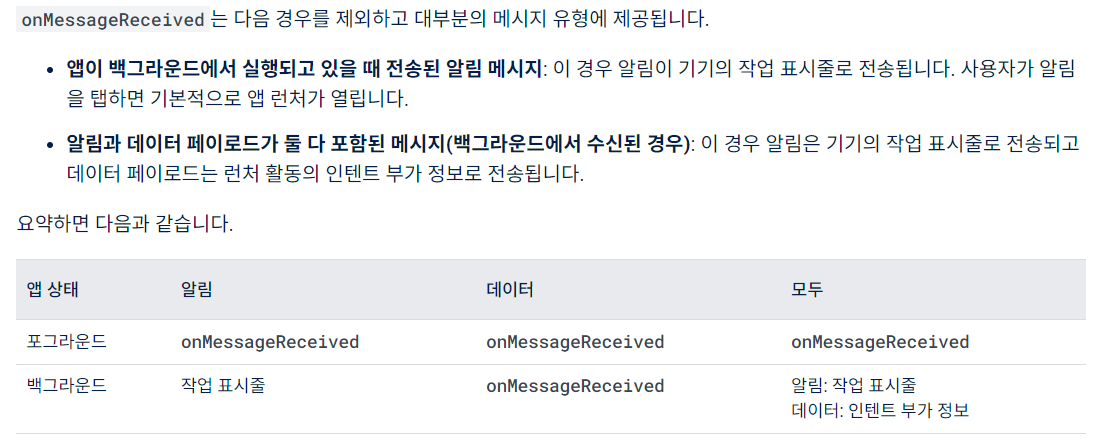 onMessageReceived 는 다음 경우를 제외하고 대부분의 메시지 유형에 제공됩니다.
• 앱이 백그라운드에서 실행되고 있을 때 전송된 알림 메시지: 이 경우 알림이 기기의 작업 표시줄로 전송됩니다. 사용자가 알림
을 탭하면 기본적으로 앱 런처가 열립니다.
• 알림과 데이터 페이로드가 둘 다 포함된 메시지(백그라운드에서 수신된 경우): 이 경우 알림은 기기의 작업 표시줄로 전송되고
데이터 페이로드는 런처 활동의 인텐트 부가 정보로 전송됩니다.
요약하면 다음과 같습니다.
앱 상태 알림 데이터 모두
포그라운드 onMessageReceived onMessageReceived onMessageReceived
백그라운드 작업 표시줄 onMessageReceived 알림: 작업 표시줄
데이터: 인텐트 부가 정보